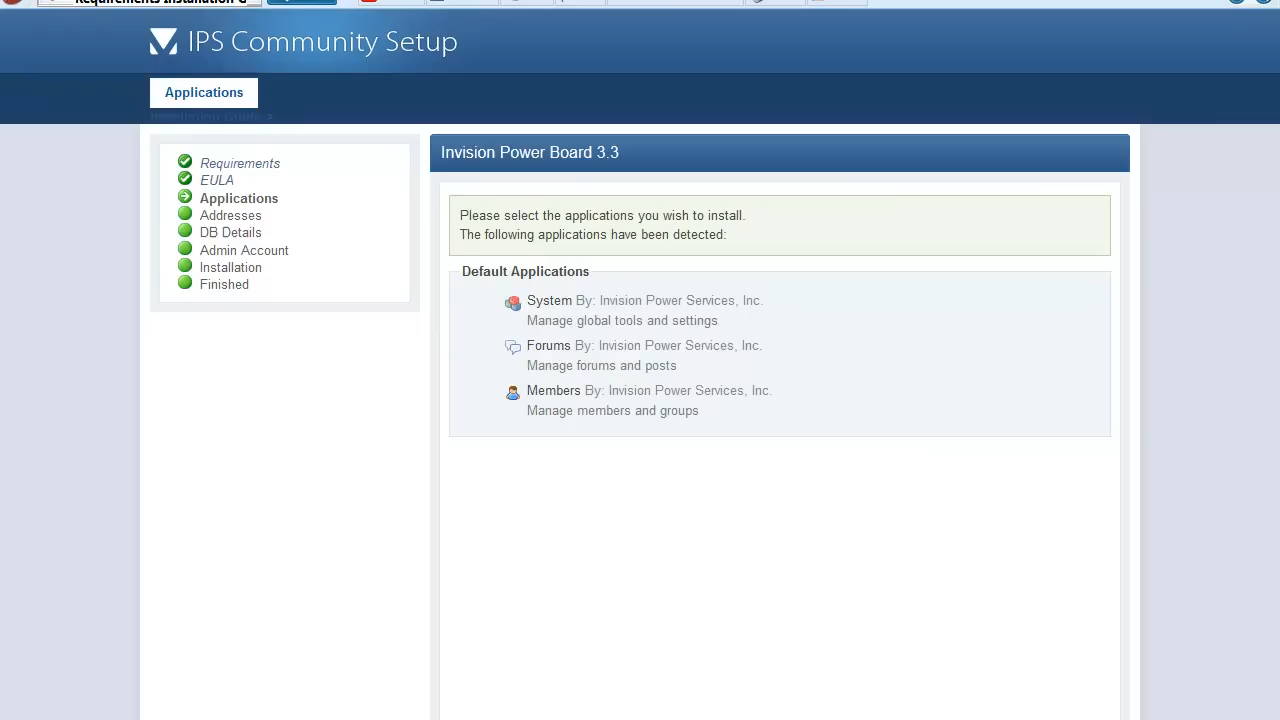 IPS Community Setup
Applications
Requirements
EULA
Applications
Addresses
DB Details
Admin Account
Installation
Finished
Invision Power Board 3.3
Please select the applications you wish to install.
The following applications have been detected:
Default Applications
System By: Invision Power Services, Inc.
Manage global tools and settings
Forums By: Invision Power Services, Inc.
Manage forums and posts
Members By: Invision Power Services, Inc.
Manage members and groups